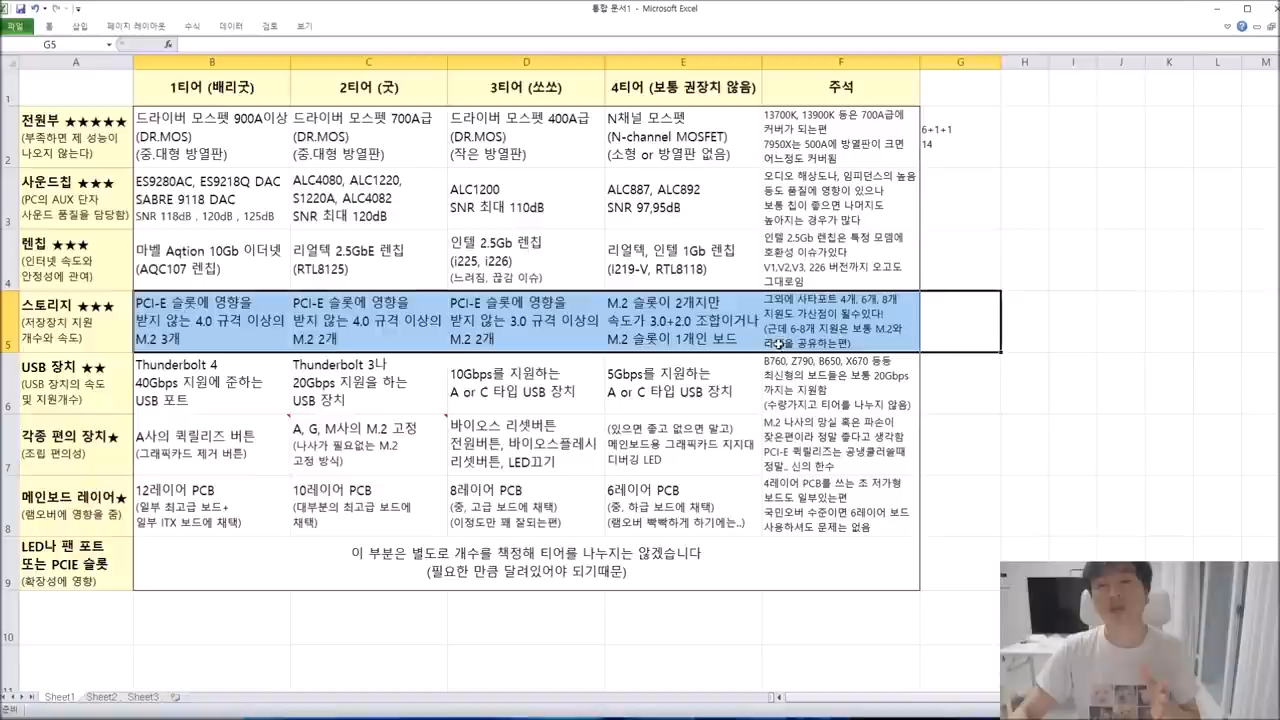 통합 문서1 - Microsoft Excel
파일 홈 삽입 페이지 레이아웃 수식 데이터 검토 보기
G5 fx
A B C D E F G H I J K L M
1 1티어 (배리굿) 2티어 (굿) 3티어 (쏘쏘) 4티어 (보통 권장치 않음) 주석
전원부 ★★★★★
(부족하면 제 성능이
나오지 않는다)
드라이버 모스펫 900A이상
(DR.MOS)
(중.대형 방열판)
드라이버 모스펫 700A급
(DR.MOS)
(중.대형 방열판)
드라이버 모스펫 400A급
(DR.MOS)
(작은 방열판)
N채널 모스펫
(N-channel MOSFET)
(소형 or 방열판 없음)
13700K, 13900K 등은 700A급에
커버가 되는편
7950X는 500A에 방열판이 크면
어느정도 커버됨
6+1+1
14
2
사운드칩 ★★★
(PC의 AUX 단자
사운드 품질을 담당함)
ES9280AC, ES9218Q DAC
SABRE 9118 DAC
SNR 118dB , 120dB , 125dB
ALC4080, ALC1220,
S1220A, ALC4082
SNR 최대 120dB
ALC1200
SNR 최대 110dB
ALC887, ALC892
SNR 97,95dB
오디오 해상도나, 임피던스의 높음
등도 품질에 영향이 있으나
보통 칩이 좋으면 나머지도
높아지는 경우가 많다
3
렌칩 ★★★
(인터넷 속도와
안정성에 관여)
마벨 Aqtion 10Gb 이더넷
(AQC107 렌칩)
리얼텍 2.5GbE 렌칩
(RTL8125)
인텔 2.5Gb 렌칩
(i225, i226)
(느려짐, 끊김 이슈)
리얼텍, 인텔 1Gb 렌칩
(I219-V, RTL8118)
인텔 2.5Gb 렌칩은 특정 모뎀에
호환성 이슈가있다
V1,V2,V3, 226 버전까지 오고도
그대로임
4
스토리지 ★★★
(저장장치 지원
개수와 속도)
PCI-E 슬롯에 영향을
받지 않는 4.0 규격 이상의
M.2 3개
PCI-E 슬롯에 영향을
받지 않는 4.0 규격 이상의
M.2 2개
PCI-E 슬롯에 영향을
받지 않는 3.0 규격 이상의
M.2 2개
M.2 슬롯이 2개지만
속도가 3.0+2.0 조합이거나
M.2 슬롯이 1개인 보드
그외에 사타포트 4개, 6개, 8개
지원도 가산점이 될수있다!
(근데 6-8개 지원은 보통 M.2와
공유하는편)
5
USB 장치 ★★
(USB 장치의 속도
및 지원개수)
Thunderbolt 4
40Gbps 지원에 준하는
USB 포트
Thunderbolt 3나
20Gbps 지원을 하는
USB 장치
10Gbps를 지원하는
A or C 타입 USB 장치
5Gbps를 지원하는
A or C 타입 USB 장치
B760, Z790, B650, X670 등등
최신형의 보드들은 보통 20Gbps
까지는 지원함
(수량가지고 티어를 나누지 않음)
6
각종 편의 장치★
(조립 편의성)
A사의 퀵릴리즈 버튼
(그래픽카드 제거 버튼)
A, G, M사의 M.2 고정
(나사가 필요없는 M.2
고정 방식)
바이오스 리셋버튼
전원버튼, 바이오스플레시
리셋버튼, LED끄기
(있으면 좋고 없으면 말고)
메인보드용 그래픽카드 지지대
디버깅 LED
M.2 나사의 망실 혹은 파손이
잦은편이라 정말 좋다고 생각함
PCI-E 퀵릴리즈는 공냉쿨러쓸때
정말.. 신의 한수
7
메인보드 레이어★
(램오버에 영향을 줌)
12레이어 PCB
(일부 최고급 보드+
일부 ITX 보드에 채택)
10레이어 PCB
(대부분의 최고급 보드에
채택)
8레이어 PCB
(중, 고급 보드에 채택)
(이정도만 꽤 잘되는편)
6레이어 PCB
(중, 하급 보드에 채택)
(램오버 빡빡하게 하기에는..)
4레이어 PCB를 쓰는 조 저가형
보드도 일부있는편
국민오버 수준이면 6레이어 보드
사용하셔도 문제는 없음
8
LED나 팬 포트
또는 PCIE 슬롯
(확장성에 영향)
이 부분은 별도로 개수를 책정해 티어를 나누지는 않겠습니다
(필요한 만큼 달려있어야 되기때문)
9
10
11
Sheet1 Sheet2 Sheet3
준비